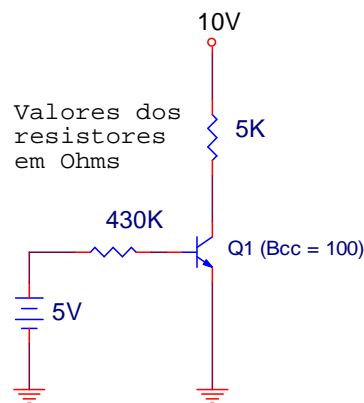 10V
Valores dos
resistores
em Ohms
5K
430K
Q1 (Bcc = 100)
5V